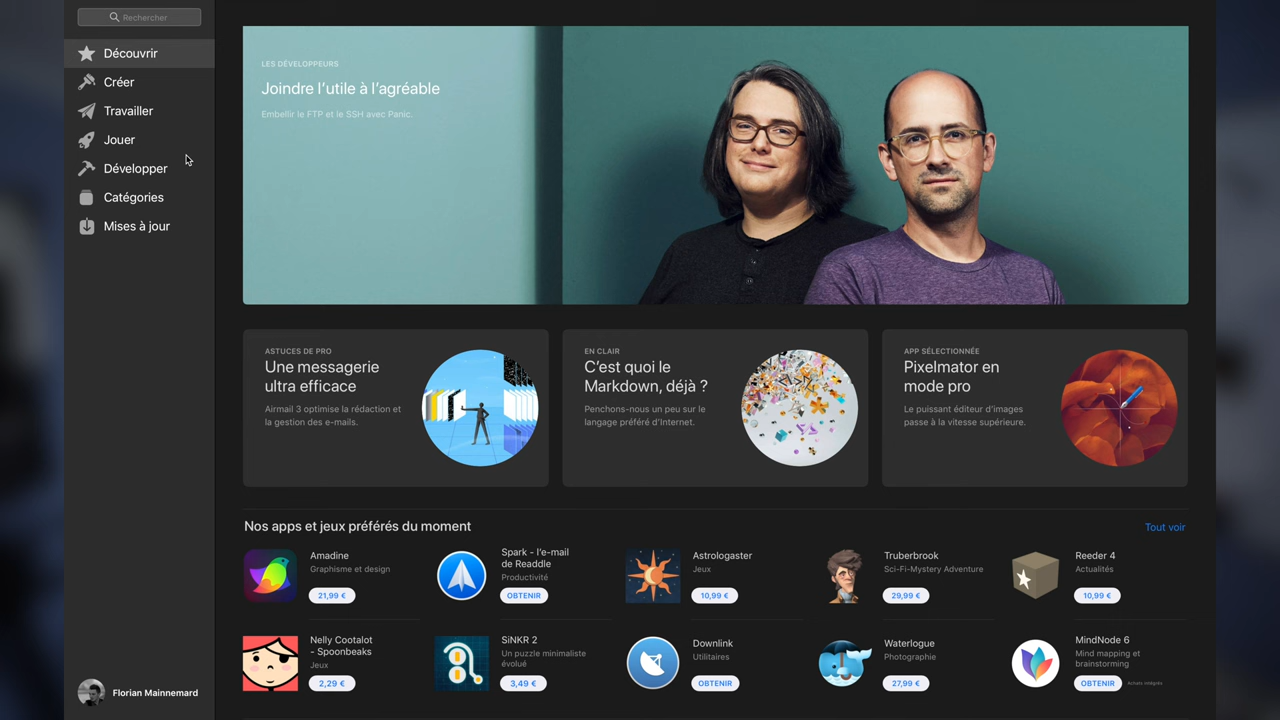 Rechercher
Découvrir
Créer
Travailler
Jouer
Développer
Catégories
Mises à jour
Florian Mainnemard
LES DÉVELOPPEURS
Joindre l'utile à l'agréable
Embellir le FTP et le SSH avec Panic.
ASTUCES DE PRO
Une messagerie
ultra efficace
Airmail 3 optimise la rédaction et
la gestion des e-mails.
EN CLAIR
C'est quoi le
Markdown, déjà ?
Penchons-nous un peu sur le
langage préféré d'Internet.
APP SÉLECTIONNÉE
Pixelmator en
mode pro
Le puissant éditeur d'images
passe à la vitesse supérieure.
Nos apps et jeux préférés du moment
Tout voir
Amadine
Graphisme et design
21,99 €
Spark - l'e-mail
de Readdle
Productivité
OBTENIR
Astrologaster
Jeux
10,99 €
Truberbrook
Sci-Fi-Mystery Adventure
29,99 €
Reeder 4
Actualités
10,99 €
Nelly Cootalot
- Spoonbeaks
Jeux
2,29 €
SiNKR 2
Un puzzle minimaliste
évolué
3,49 €
Downlink
Utilitaires
OBTENIR
Waterlogue
Photographie
27,99 €
MindNode 6
Mind mapping et
brainstorming
OBTENIR
Achats intégrés